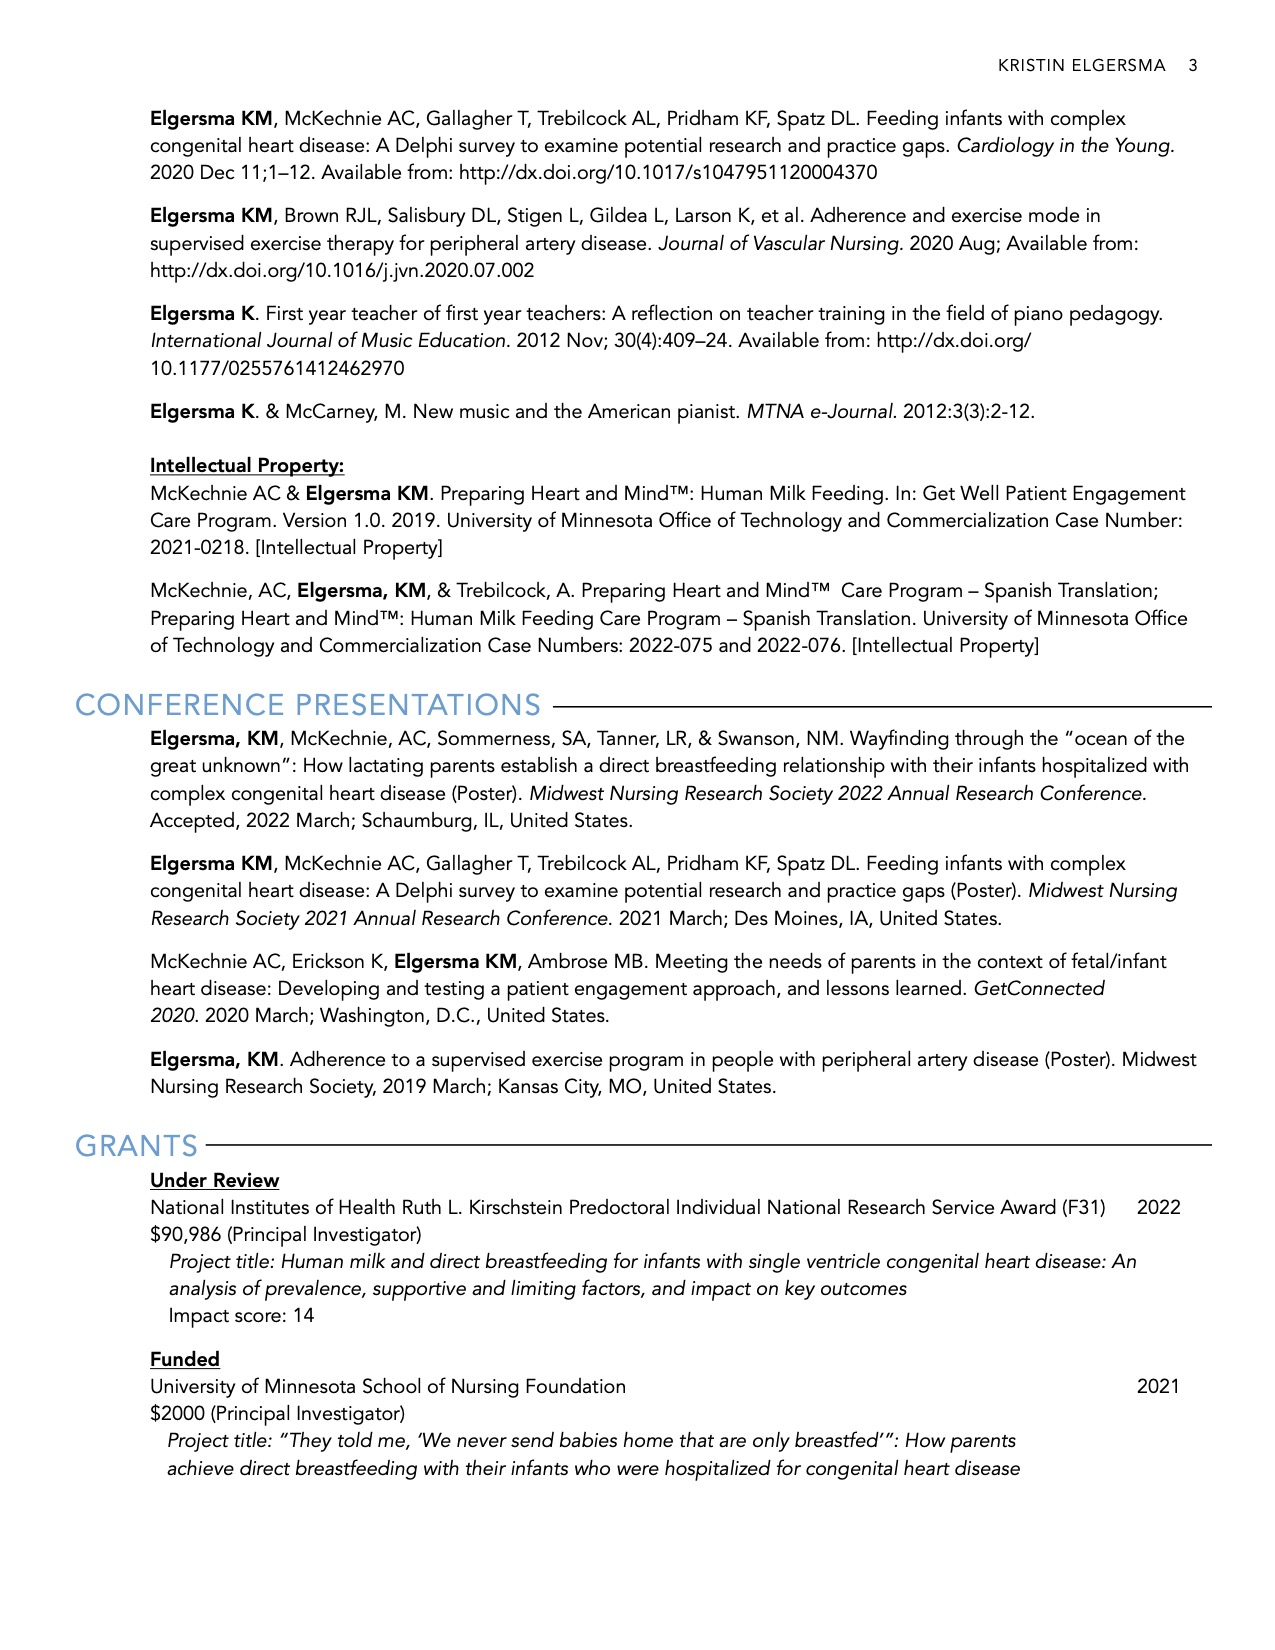 KRISTIN ELGERSMA 3
Elgersma KM, McKechnie AC, Gallagher T, Trebilcock AL, Pridham KF, Spatz DL. Feeding infants with complex
congenital heart disease: A Delphi survey to examine potential research and practice gaps. Cardiology in the Young.
2020 Dec 11;1–12. Available from: http://dx.doi.org/10.1017/s1047951120004370
Elgersma KM, Brown RJL, Salisbury DL, Stigen L, Gildea L, Larson K, et al. Adherence and exercise mode in
supervised exercise therapy for peripheral artery disease. Journal of Vascular Nursing. 2020 Aug; Available from:
http://dx.doi.org/10.1016/j.jvn.2020.07.002
Elgersma K. First year teacher of first year teachers: A reflection on teacher training in the field of piano pedagogy.
International Journal of Music Education. 2012 Nov; 30(4):409–24. Available from: http://dx.doi.org/
10.1177/0255761412462970
Elgersma K. & McCarney, M. New music and the American pianist. MTNA e-Journal. 2012:3(3):2-12.
Intellectual Property:
McKechnie AC & Elgersma KM. Preparing Heart and Mind™: Human Milk Feeding. In: Get Well Patient Engagement
Care Program. Version 1.0. 2019. University of Minnesota Office of Technology and Commercialization Case Number:
2021-0218. [Intellectual Property]
McKechnie, AC, Elgersma, KM, & Trebilcock, A. Preparing Heart and Mind™ Care Program – Spanish Translation;
Preparing Heart and Mind™: Human Milk Feeding Care Program – Spanish Translation. University of Minnesota Office
of Technology and Commercialization Case Numbers: 2022-075 and 2022-076. [Intellectual Property]
CONFERENCE PRESENTATIONS
Elgersma, KM, McKechnie, AC, Sommerness, SA, Tanner, LR, & Swanson, NM. Wayfinding through the “ocean of the
great unknown”: How lactating parents establish a direct breastfeeding relationship with their infants hospitalized with
complex congenital heart disease (Poster). Midwest Nursing Research Society 2022 Annual Research Conference.
Accepted, 2022 March; Schaumburg, IL, United States.
Elgersma KM, McKechnie AC, Gallagher T, Trebilcock AL, Pridham KF, Spatz DL. Feeding infants with complex
congenital heart disease: A Delphi survey to examine potential research and practice gaps (Poster). Midwest Nursing
Research Society 2021 Annual Research Conference. 2021 March; Des Moines, IA, United States.
McKechnie AC, Erickson K, Elgersma KM, Ambrose MB. Meeting the needs of parents in the context of fetal/infant
heart disease: Developing and testing a patient engagement approach, and lessons learned. GetConnected
2020. 2020 March; Washington, D.C., United States.
Elgersma, KM. Adherence to a supervised exercise program in people with peripheral artery disease (Poster). Midwest
Nursing Research Society, 2019 March; Kansas City, MO, United States.
GRANTS
Under Review
National Institutes of Health Ruth L. Kirschstein Predoctoral Individual National Research Service Award (F31) 2022
$90,986 (Principal Investigator)
Project title: Human milk and direct breastfeeding for infants with single ventricle congenital heart disease: An
analysis of prevalence, supportive and limiting factors, and impact on key outcomes
Impact score: 14
Funded
University of Minnesota School of Nursing Foundation 2021
$2000 (Principal Investigator)
Project title: “They told me, ‘We never send babies home that are only breastfed’”: How parents
achieve direct breastfeeding with their infants who were hospitalized for congenital heart disease